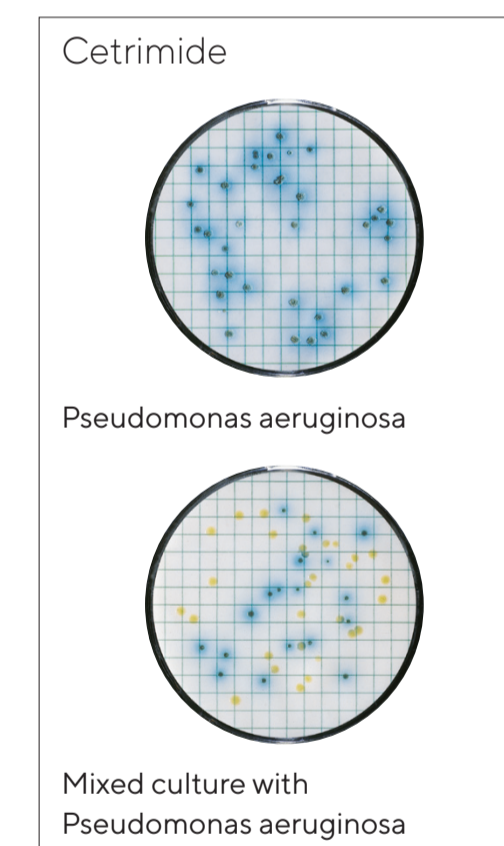 Cetrimide
Pseudomonas aeruginosa
Mixed culture with
Pseudomonas aeruginosa